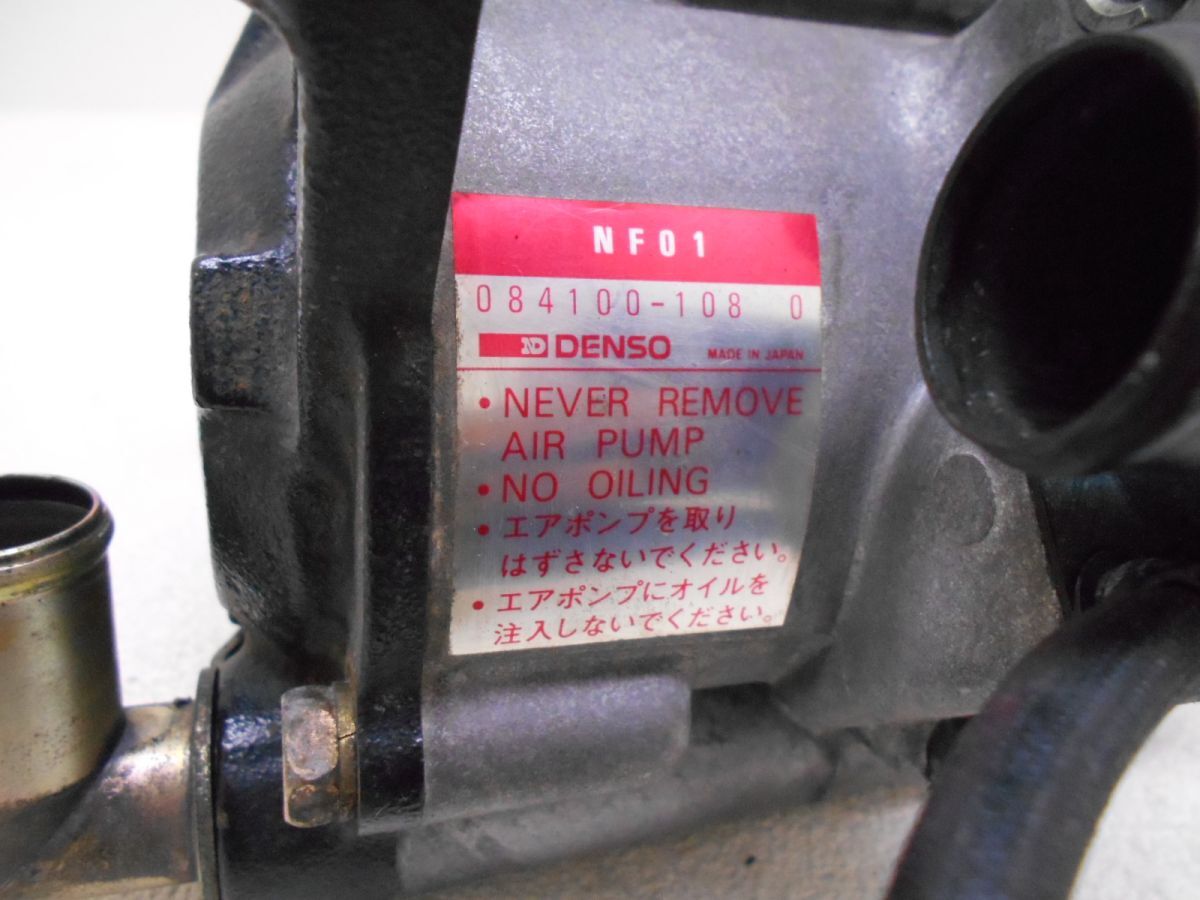 NF01
084100-108 0
ND DENSO MADE IN JAPAN
• NEVER REMOVE
AIR PUMP
• NO OILING
• エアポンプを取り
はずさないでください。
• エアポンプにオイルを
注入しないでください。